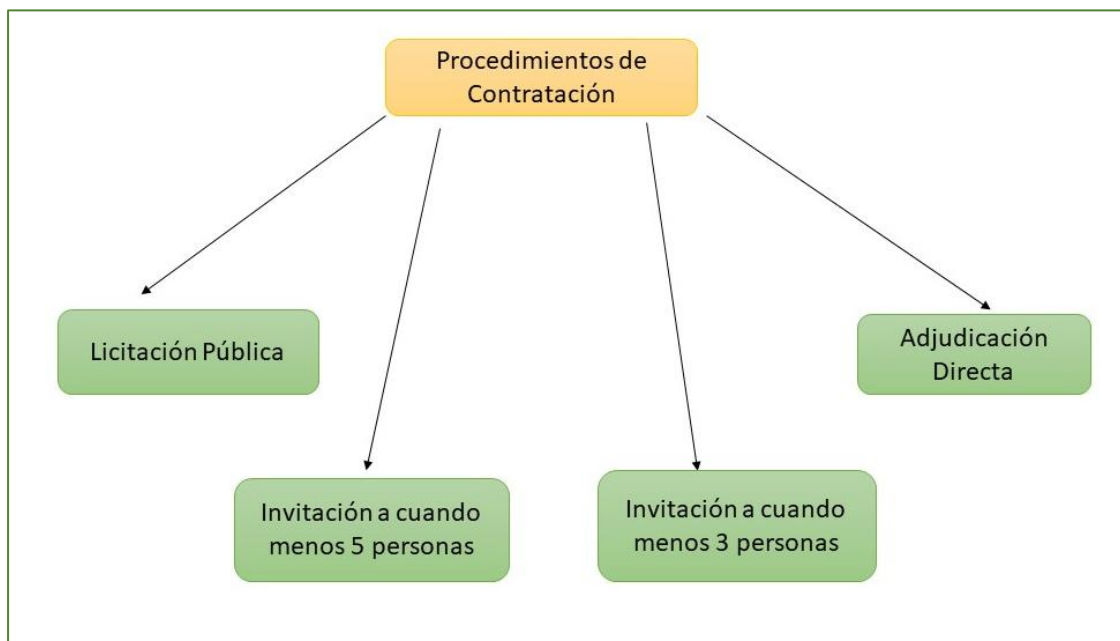 Procedimientos de
Contratación
Licitación Pública
Adjudicación
Directa
Invitación a cuando
menos 5 personas
Invitación a cuando
menos 3 personas